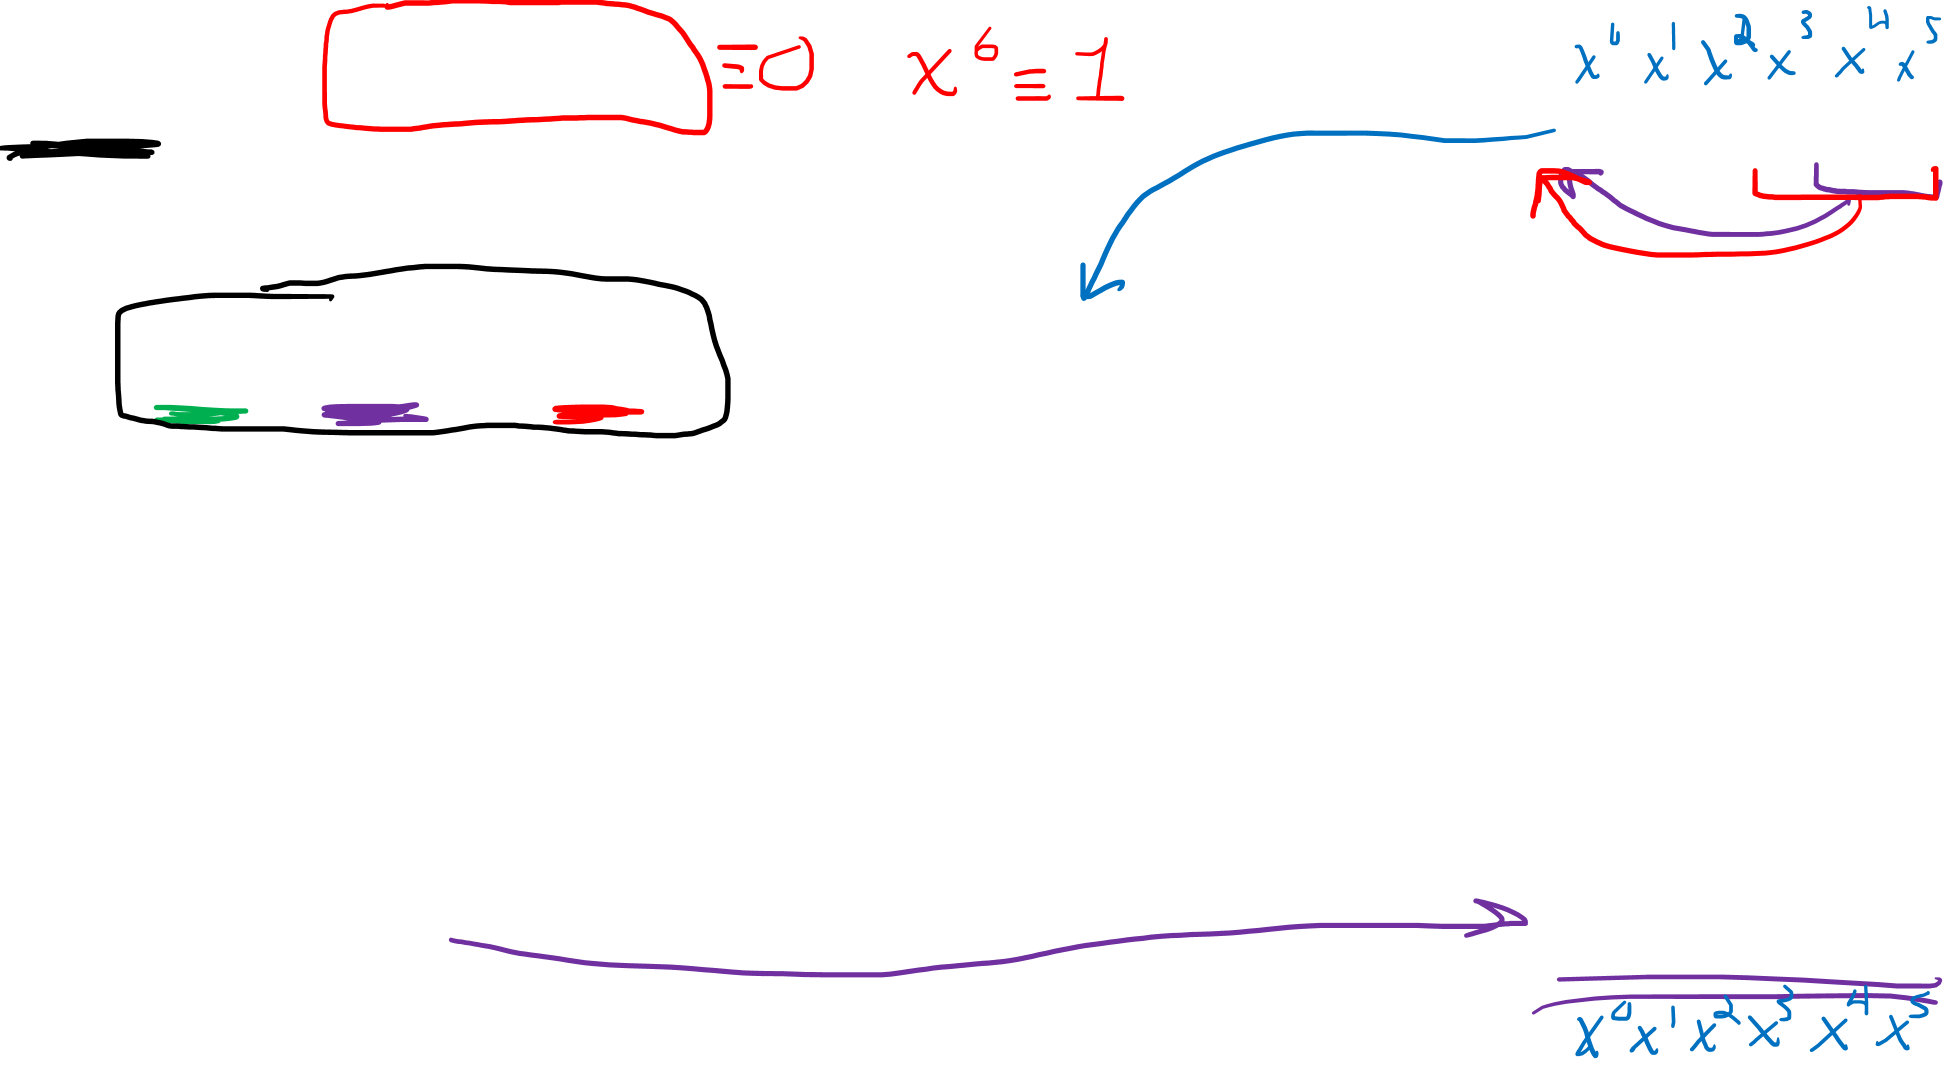 ≡0 x⁶≡1
x⁰ x¹ x² x³ x⁴ x⁵
x⁰ x¹ x² x³ x⁴ x⁵